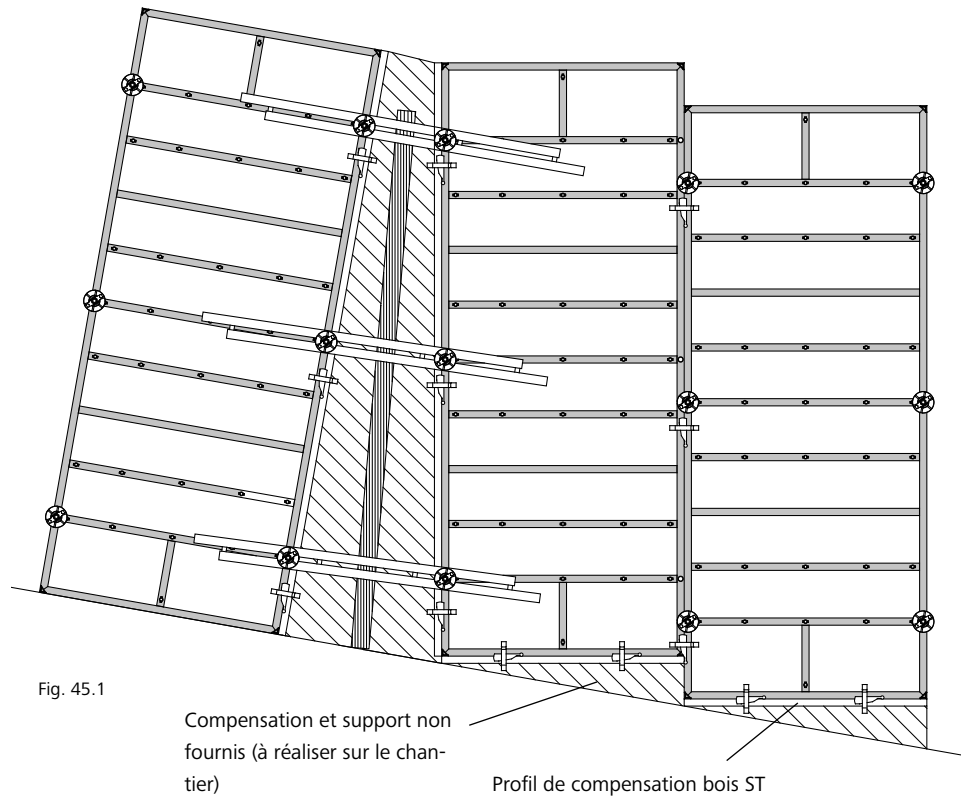 Fig. 45.1
Compensation et support non
fournis (à réaliser sur le chan-
tier)
Profil de compensation bois ST